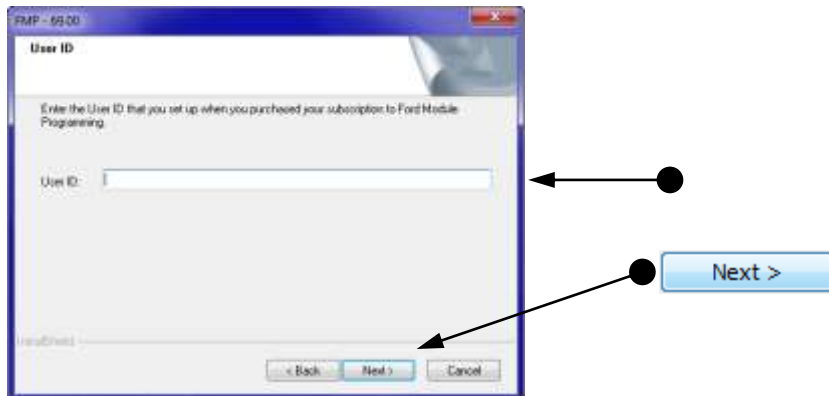 FMP - 69.00
User ID
Enter the User ID that you set up when you purchased your subscription to Ford Module
Programming.
User ID:
Next >
InstallShield
< Back Next > Cancel